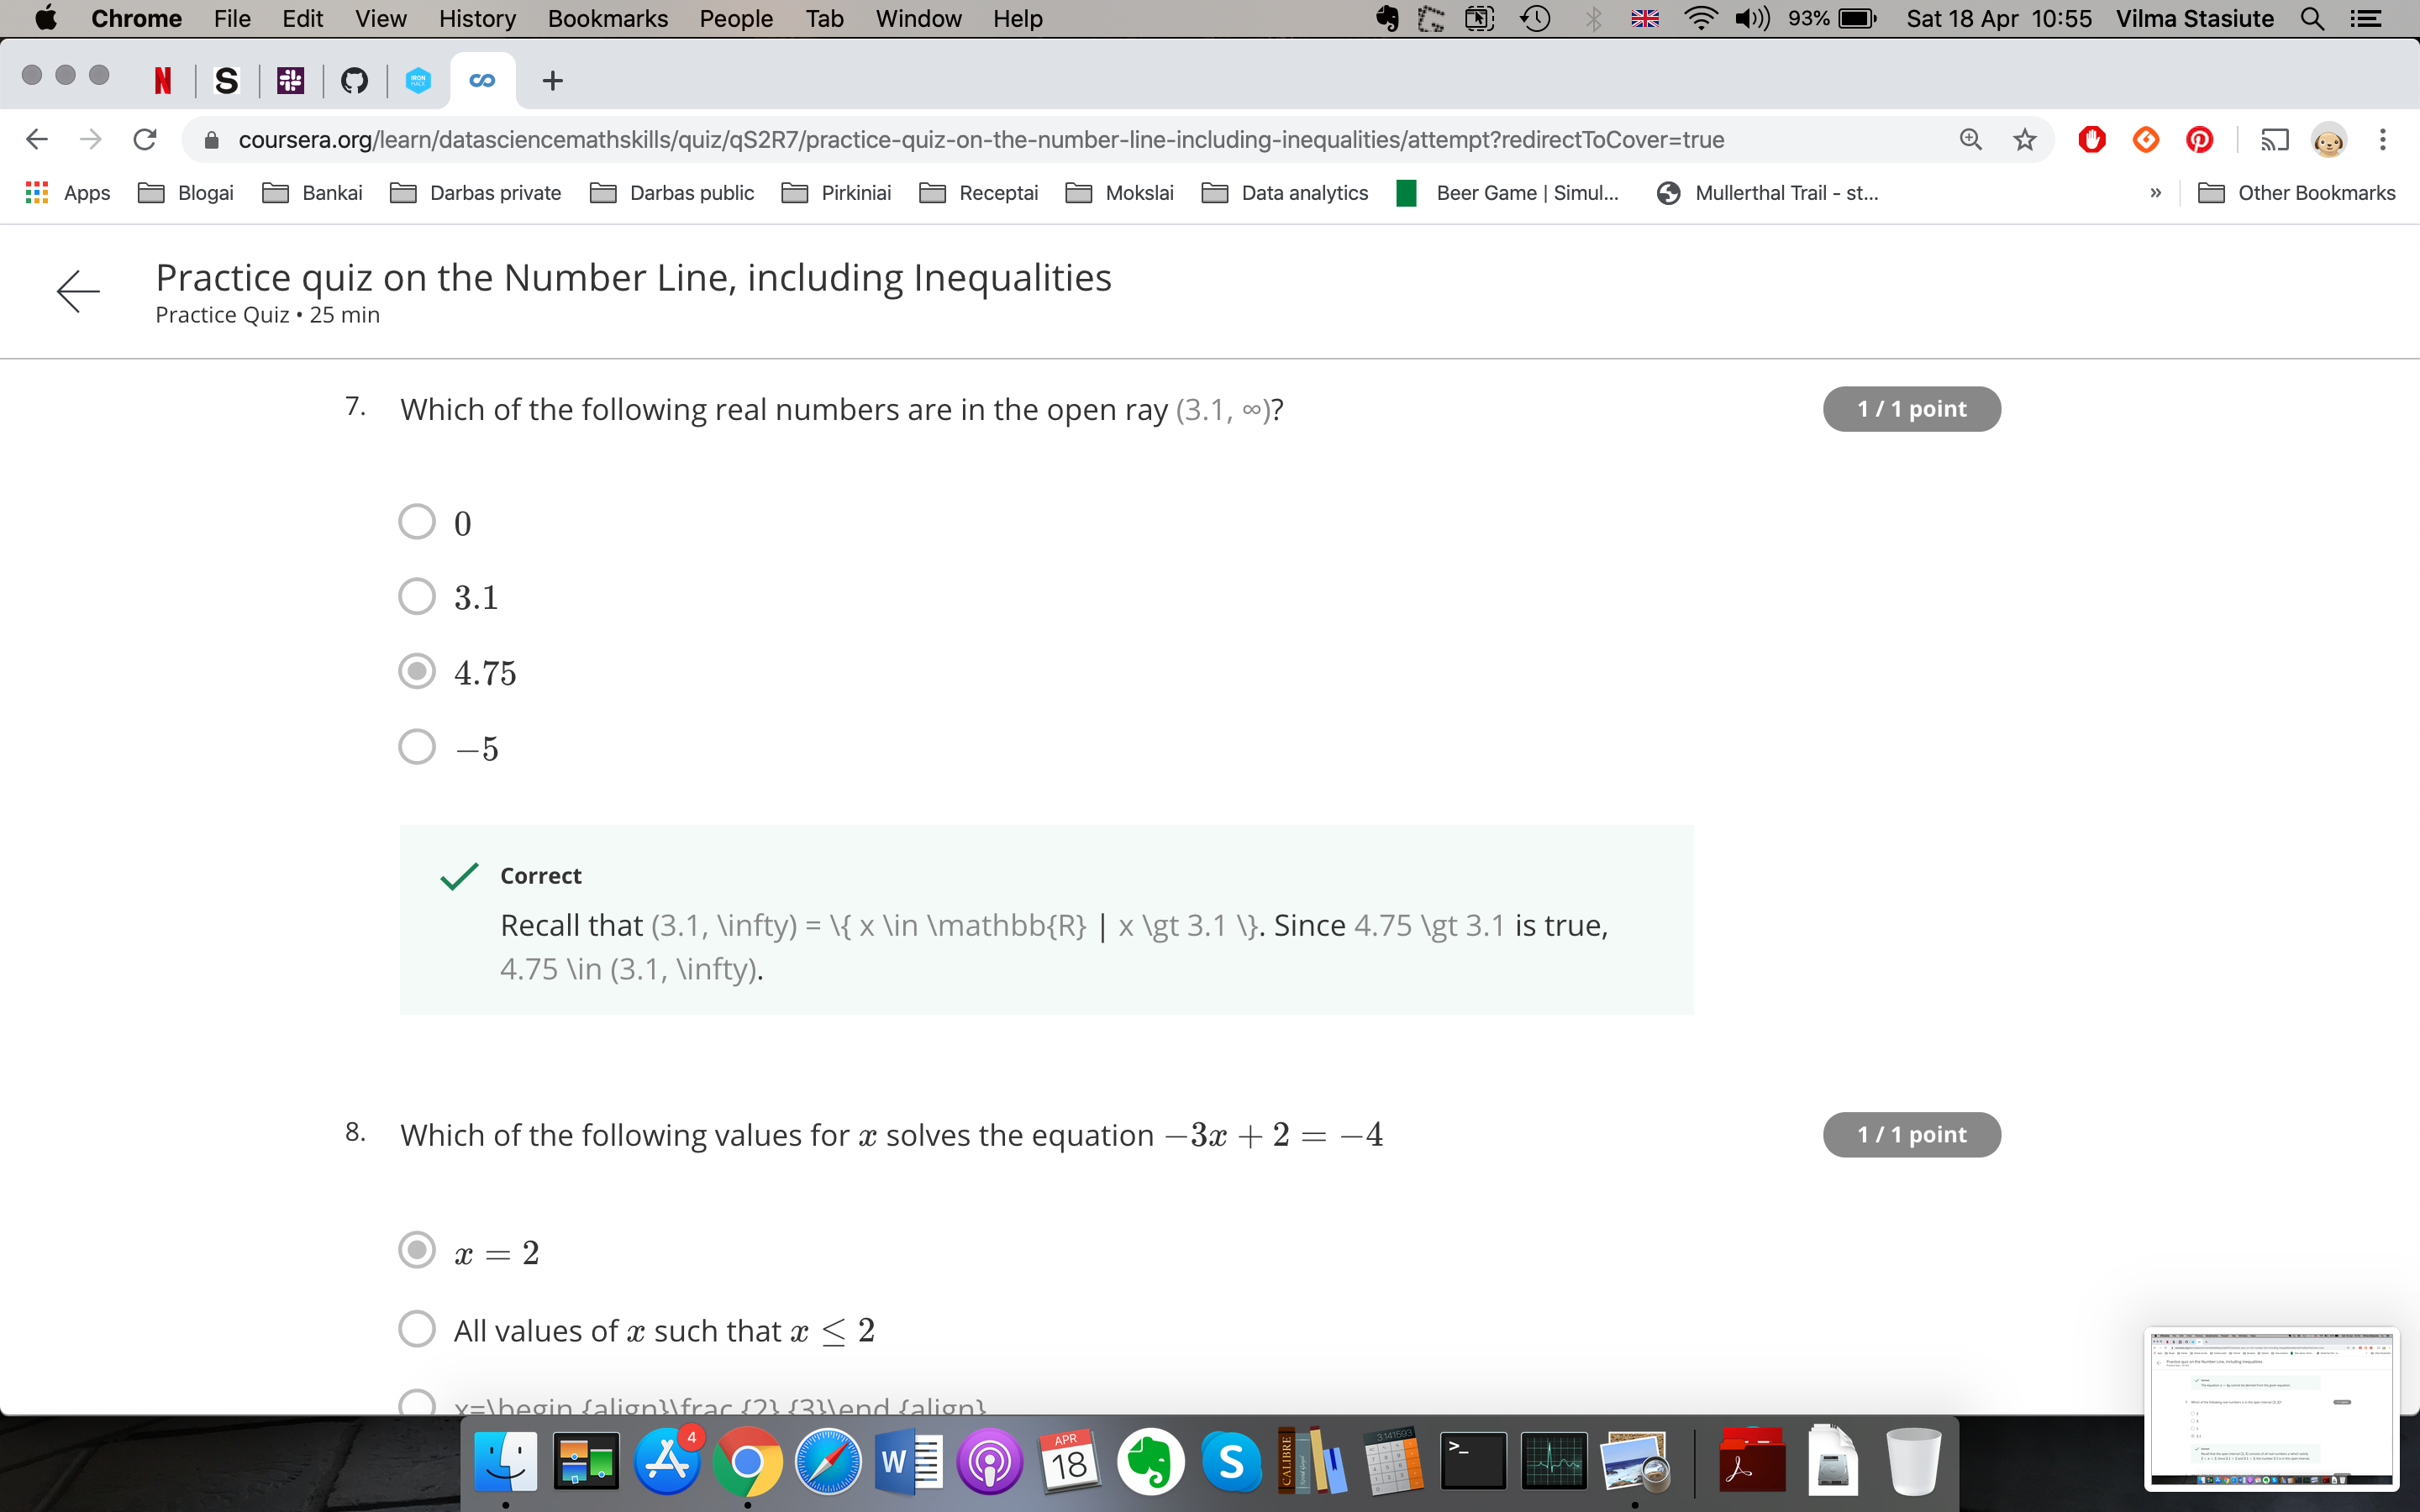 Chrome File Edit View History Bookmarks People Tab Window Help 93% Sat 18 Apr 10:55 Vilma Stasiute
coursera.org/learn/datasciencemathskills/quiz/qS2R7/practice-quiz-on-the-number-line-including-inequalities/attempt?redirectToCover=true
Apps Blogai Bankai Darbas private Darbas public Pirkiniai Receptai Mokslai Data analytics Beer Game | Simul... Mullerthal Trail - st... » Other Bookmarks
Practice quiz on the Number Line, including Inequalities
Practice Quiz • 25 min
7. Which of the following real numbers are in the open ray (3.1, ∞)? 1 / 1 point
0
3.1
4.75
−5
Correct
Recall that (3.1, \infty) = \{ x \in \mathbb{R} | x \gt 3.1 \}. Since 4.75 \gt 3.1 is true,
4.75 \in (3.1, \infty).
8. Which of the following values for x solves the equation −3x + 2 = −4 1 / 1 point
x = 2
All values of x such that x ≤ 2
x=\begin {align}\frac {2} {3}\end {align}
4
APR
18
CALIBRE
3.141593